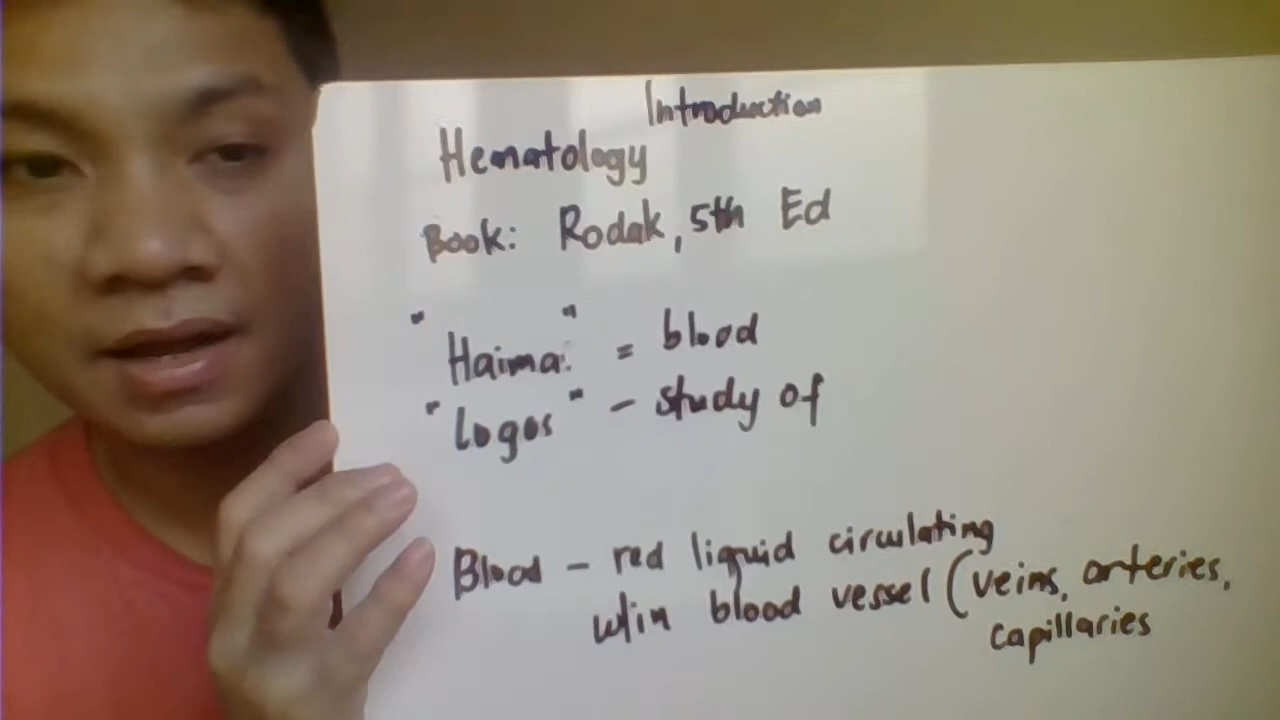 Introduction
Hematology
Book: Rodak, 5th Ed
"Haima" = blood
"Logos" - study of
Blood - red liquid circulating
w/in blood vessel (veins, arteries,
capillaries